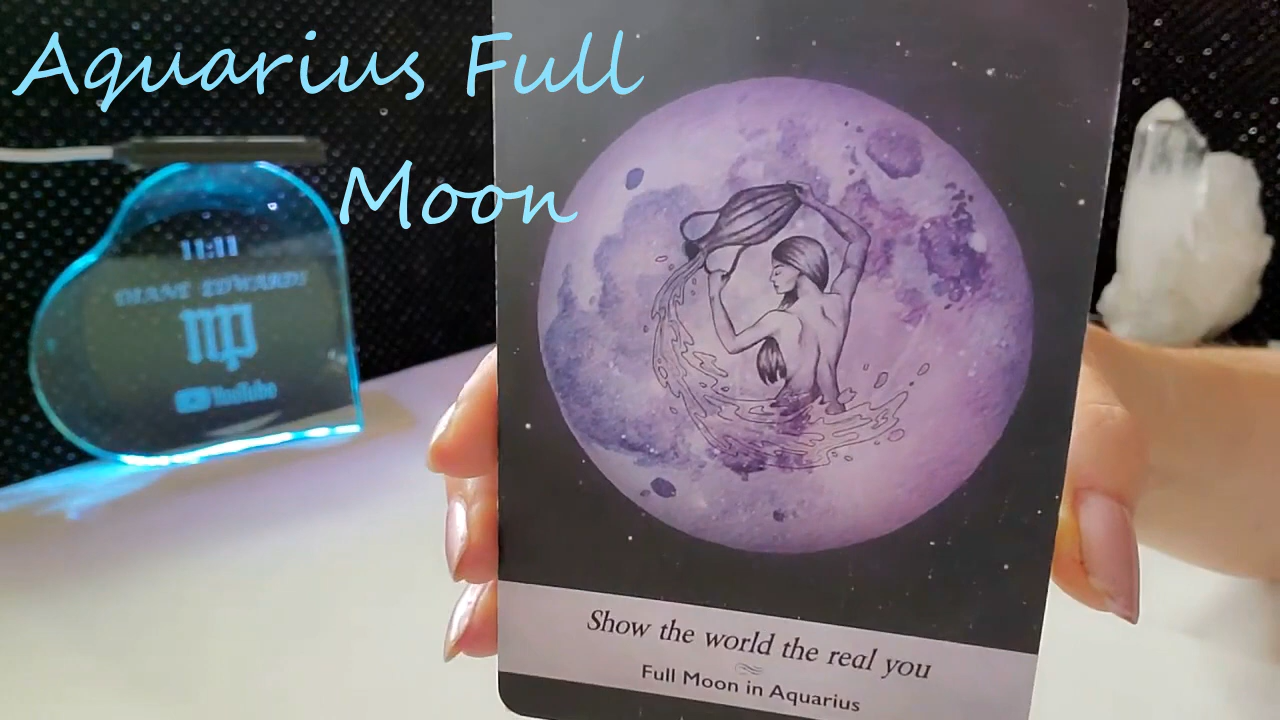 Aquarius Full
Moon
11:11
DIANE EDWARDS
YouTube
Show the world the real you
Full Moon in Aquarius